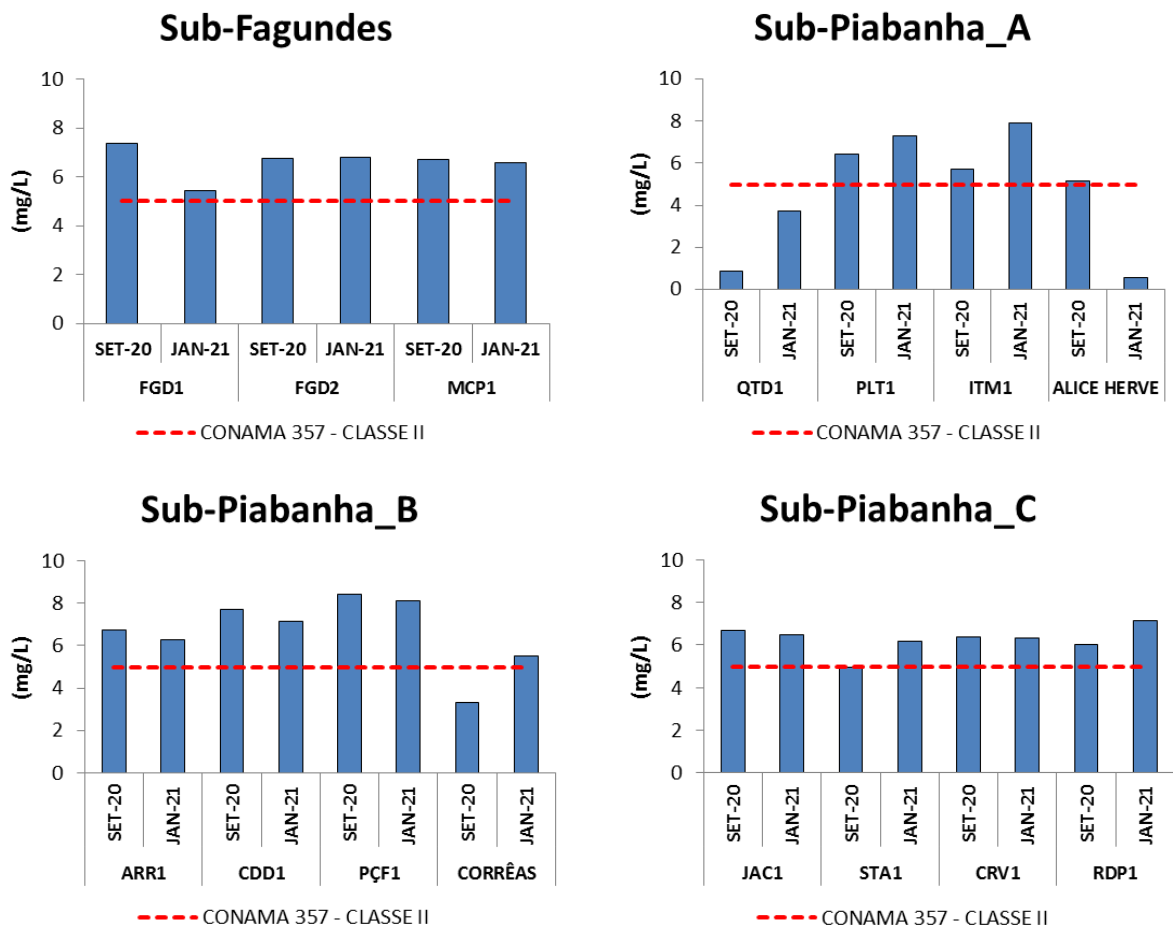 Sub-Fagundes
10
8
6
4
2
0
(mg/L)
SET-20 JAN-21 SET-20 JAN-21 SET-20 JAN-21
FGD1 FGD2 MCP1
CONAMA 357 - CLASSE II
Sub-Piabanha_A
10
8
6
4
2
0
(mg/L)
SET-20 JAN-21 SET-20 JAN-21 SET-20 JAN-21 SET-20 JAN-21
QTD1 PLT1 ITM1 ALICE HERVE
CONAMA 357 - CLASSE II
Sub-Piabanha_B
10
8
6
4
2
0
(mg/L)
SET-20 JAN-21 SET-20 JAN-21 SET-20 JAN-21 SET-20 JAN-21
ARR1 CDD1 PÇF1 CORRÊAS
CONAMA 357 - CLASSE II
Sub-Piabanha_C
10
8
6
4
2
0
(mg/L)
SET-20 JAN-21 SET-20 JAN-21 SET-20 JAN-21 SET-20 JAN-21
JAC1 STA1 CRV1 RDP1
CONAMA 357 - CLASSE II